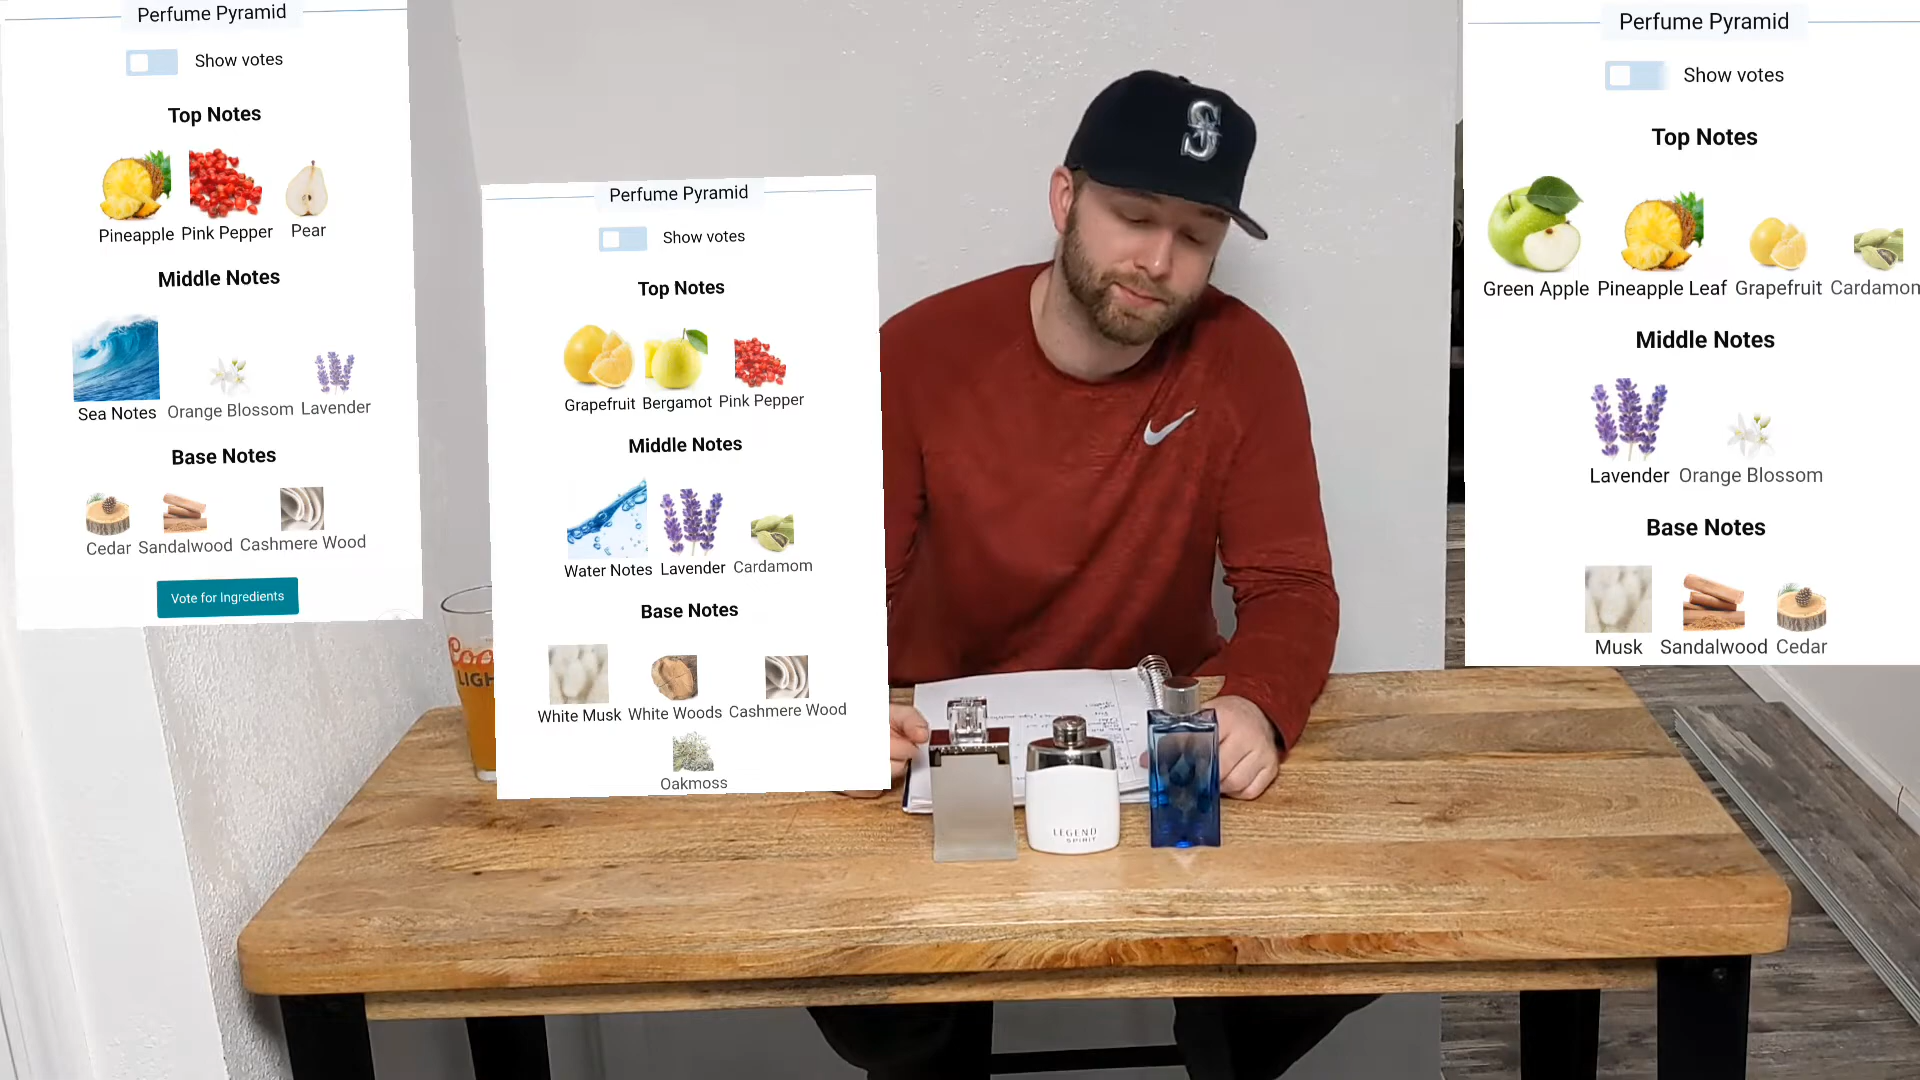 Perfume Pyramid
Show votes
Top Notes
Pineapple Pink Pepper Pear
Middle Notes
Sea Notes Orange Blossom Lavender
Base Notes
Cedar Sandalwood Cashmere Wood
Vote for Ingredients
Perfume Pyramid
Show votes
Top Notes
Grapefruit Bergamot Pink Pepper
Middle Notes
Water Notes Lavender Cardamom
Base Notes
White Musk White Woods Cashmere Wood
Oakmoss
Perfume Pyramid
Show votes
Top Notes
Green Apple Pineapple Leaf Grapefruit Cardamom
Middle Notes
Lavender Orange Blossom
Base Notes
Musk Sandalwood Cedar
S
LIGH
LEGEND
SPIRIT